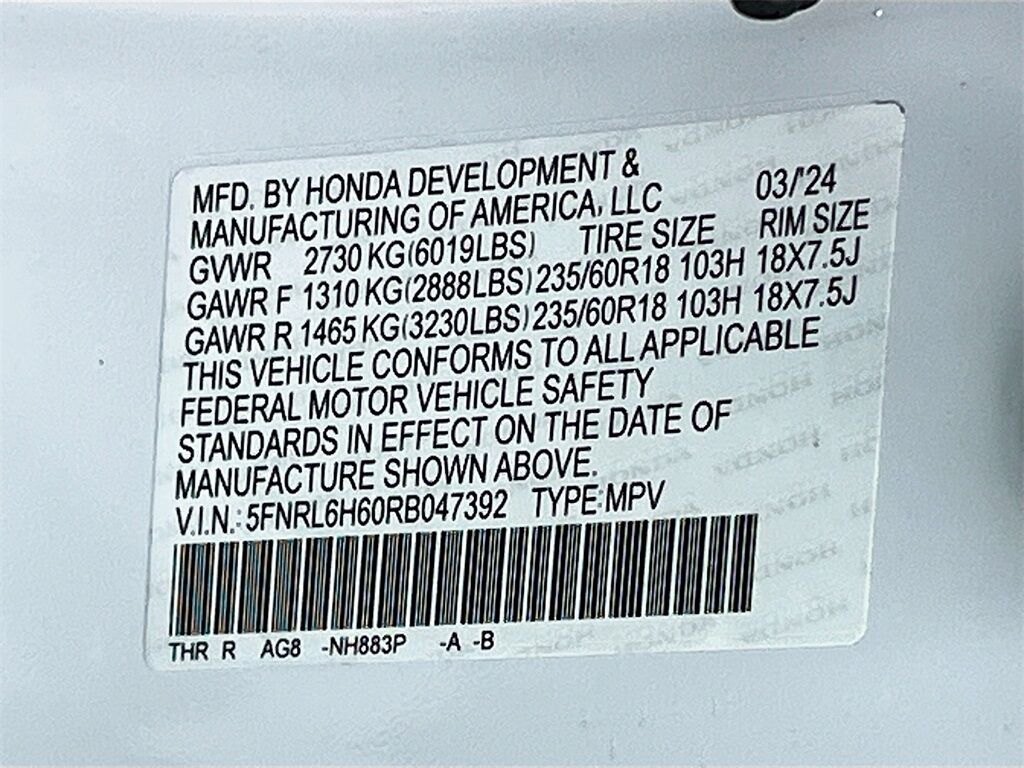 MFD. BY HONDA DEVELOPMENT &
MANUFACTURING OF AMERICA, LLC 03/'24
GVWR 2730 KG(6019LBS) TIRE SIZE RIM SIZE
GAWR F 1310 KG(2888LBS) 235/60R18 103H 18X7.5J
GAWR R 1465 KG(3230LBS) 235/60R18 103H 18X7.5J
THIS VEHICLE CONFORMS TO ALL APPLICABLE
FEDERAL MOTOR VEHICLE SAFETY
STANDARDS IN EFFECT ON THE DATE OF
MANUFACTURE SHOWN ABOVE.
V.I.N.: 5FNRL6H60RB047392 TYPE:MPV
THR R AG8 -NH883P -A -B